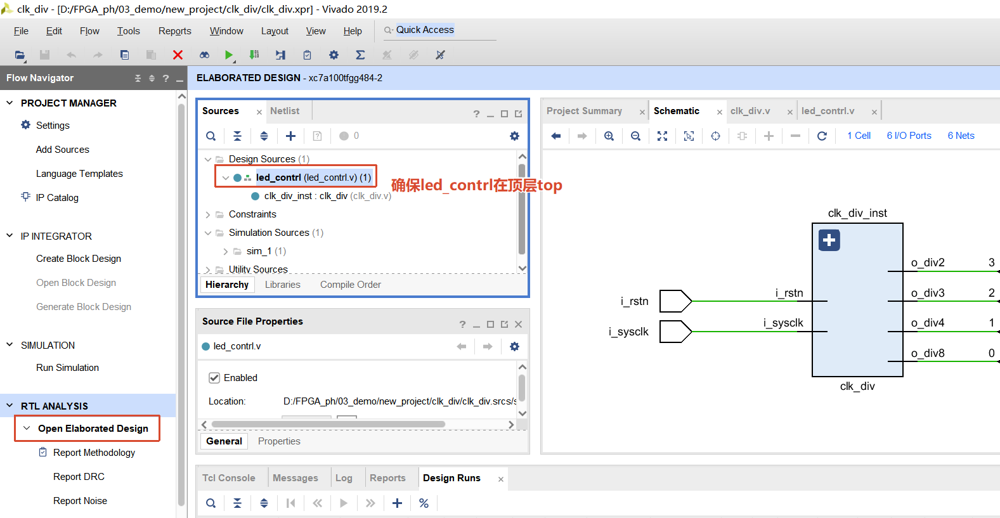 clk_div - [D:/FPGA_ph/03_demo/new_project/clk_div/clk_div.xpr] - Vivado 2019.2
File Edit Flow Tools Reports Window Layout View Help Quick Access
Flow Navigator
ELABORATED DESIGN - xc7a100tfgg484-2
PROJECT MANAGER
Settings
Add Sources
Language Templates
IP Catalog
IP INTEGRATOR
Create Block Design
Open Block Design
Generate Block Design
SIMULATION
Run Simulation
RTL ANALYSIS
Open Elaborated Design
Report Methodology
Report DRC
Report Noise
Sources Netlist
0
Design Sources (1)
led_contrl (led_contrl.v) (1)
确保led_contrl在顶层top
clk_div_inst : clk_div (clk_div.v)
Constraints
Simulation Sources (1)
sim_1 (1)
Utility Sources
Hierarchy Libraries Compile Order
Source File Properties
led_contrl.v
Enabled
Location: D:/FPGA_ph/03_demo/new_project/clk_div/clk_div.srcs/s
General Properties
Project Summary Schematic clk_div.v led_contrl.v
1 Cell 6 I/O Ports 6 Nets
clk_div_inst
o_div2 3
i_rstn i_rstn o_div3 2
i_sysclk i_sysclk o_div4 1
o_div8 0
clk_div
Tcl Console Messages Log Reports Design Runs